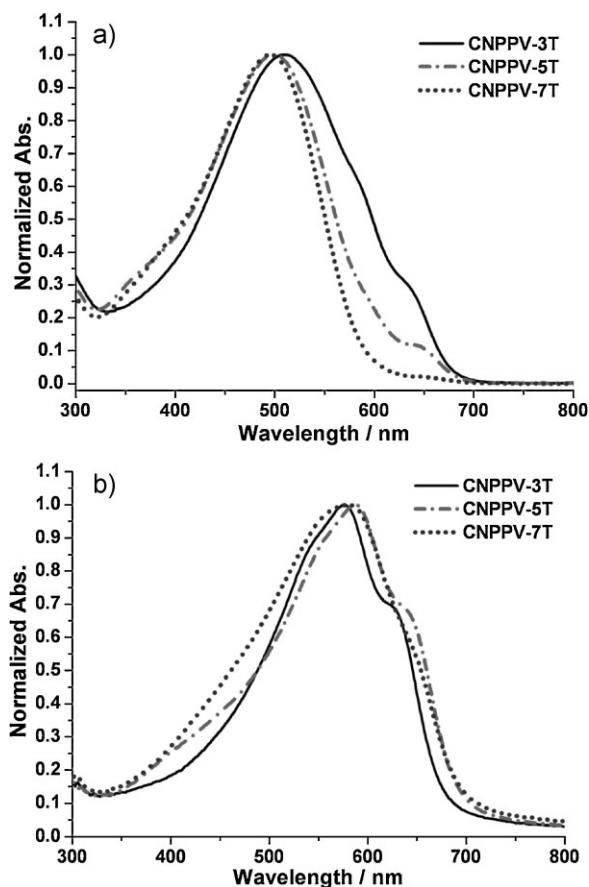 a)
CNPPV-3T
CNPPV-5T
CNPPV-7T
Normalized Abs.
1.1
1.0
0.9
0.8
0.7
0.6
0.5
0.4
0.3
0.2
0.1
0.0
300 400 500 600 700 800
Wavelength / nm
b)
CNPPV-3T
CNPPV-5T
CNPPV-7T
Normalized Abs.
1.1
1.0
0.9
0.8
0.7
0.6
0.5
0.4
0.3
0.2
0.1
0.0
300 400 500 600 700 800
Wavelength / nm